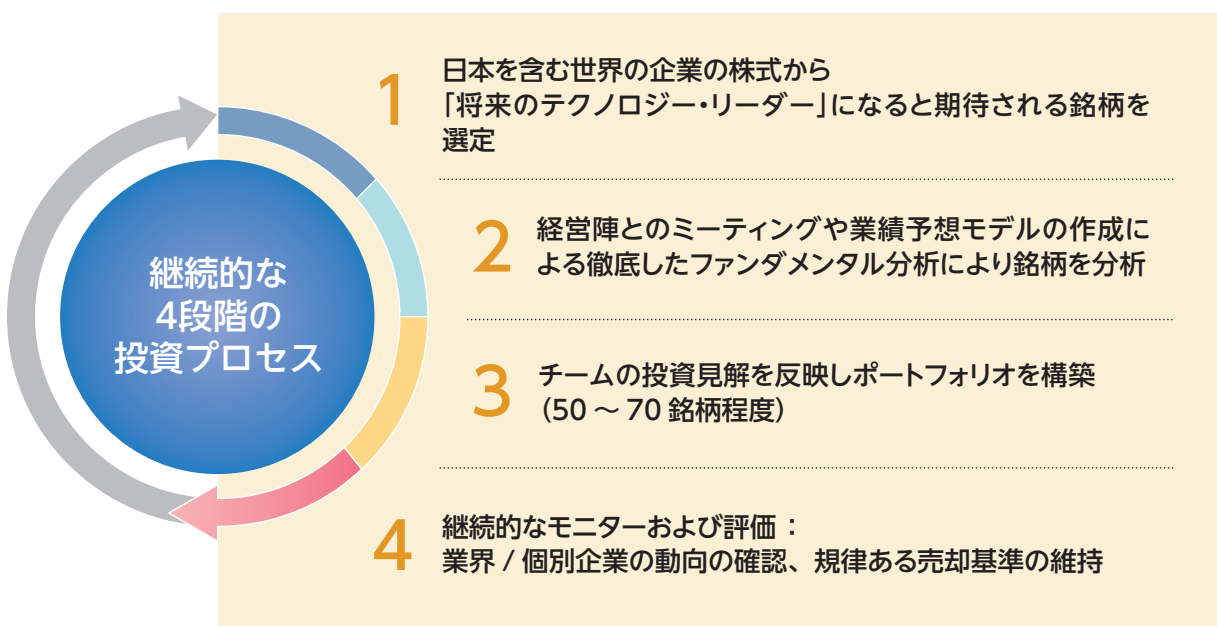 継続的な
4段階の
投資プロセス
1
日本を含む世界の企業の株式から
「将来のテクノロジー・リーダー」になると期待される銘柄を
選定
2
経営陣とのミーティングや業績予想モデルの作成に
よる徹底したファンダメンタル分析により銘柄を分析
3
チームの投資見解を反映しポートフォリオを構築
（50 〜 70 銘柄程度）
4
継続的なモニターおよび評価：
業界 / 個別企業の動向の確認、規律ある売却基準の維持